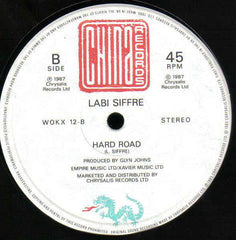 CHINA
RECORDS
B
SIDE
45
RPM
℗ 1987
Chrysalis
Records Ltd
© 1987
Chrysalis
Records Ltd
LABI SIFFRE
WOKX 12-B
STEREO
HARD ROAD
(L. SIFFRE)
PRODUCED BY GLYN JOHNS
EMPIRE MUSIC LTD/XAVIER MUSIC LTD
MARKETED AND DISTRIBUTED BY
CHRYSALIS RECORDS LTD